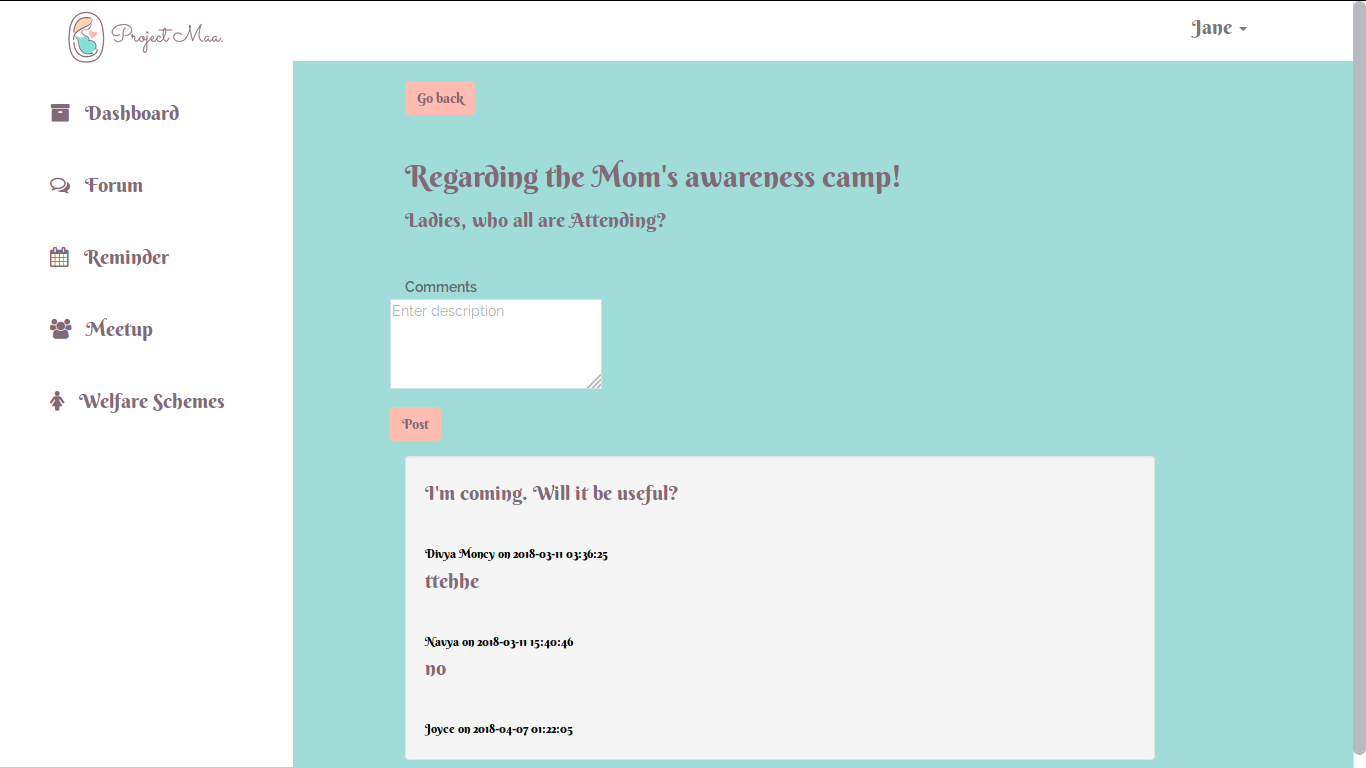 Project Maa.
Jane
Dashboard
Forum
Reminder
Meetup
Welfare Schemes
Go back
Regarding the Mom's awareness camp!
Ladies, who all are Attending?
Comments
Enter description
Post
I'm coming. Will it be useful?
Divya Moncy on 2018-03-11 03:36:25
ttehhe
Navya on 2018-03-11 15:40:46
no
Joyce on 2018-04-07 01:22:05